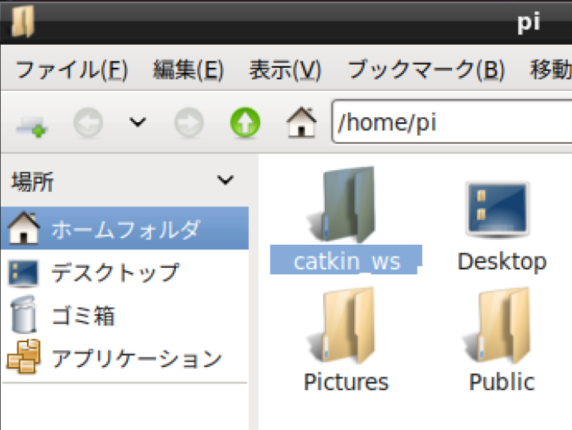 pi
ファイル(F) 編集(E) 表示(V) ブックマーク(B) 移動
/home/pi
場所
ホームフォルダ
デスクトップ
ゴミ箱
アプリケーション
catkin_ws Desktop
Pictures Public